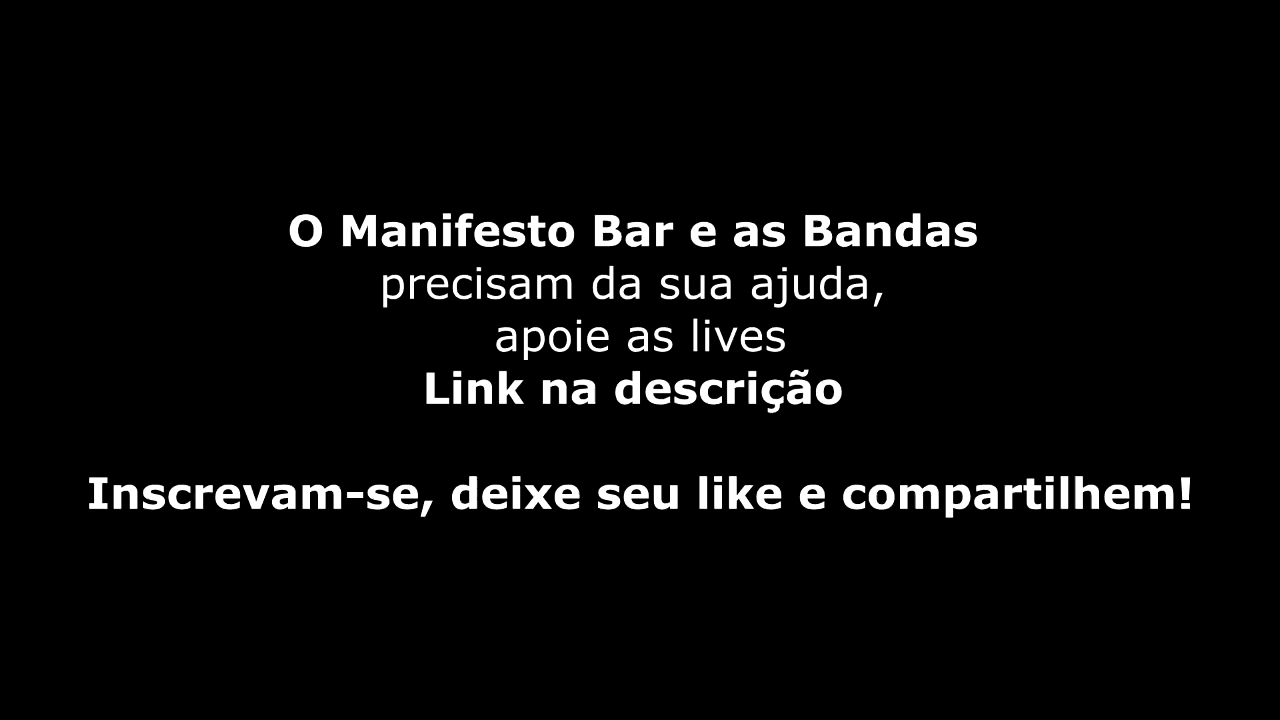 O Manifesto Bar e as Bandas
precisam da sua ajuda,
apoie as lives
Link na descrição
Inscrevam-se, deixe seu like e compartilhem!